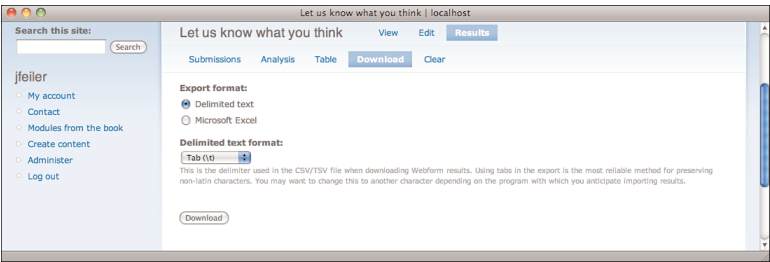 Let us know what you think | localhost
Search this site:
Search
jfeiler
My account
Contact
Modules from the book
Create content
Administer
Log out
Let us know what you think View Edit Results
Submissions Analysis Table Download Clear
Export format:
Delimited text
Microsoft Excel
Delimited text format:
Tab (\t)
This is the delimiter used in the CSV/TSV file when downloading Webform results. Using tabs in the export is the most reliable method for preserving
non-latin characters. You may want to change this to another character depending on the program with which you anticipate importing results.
Download